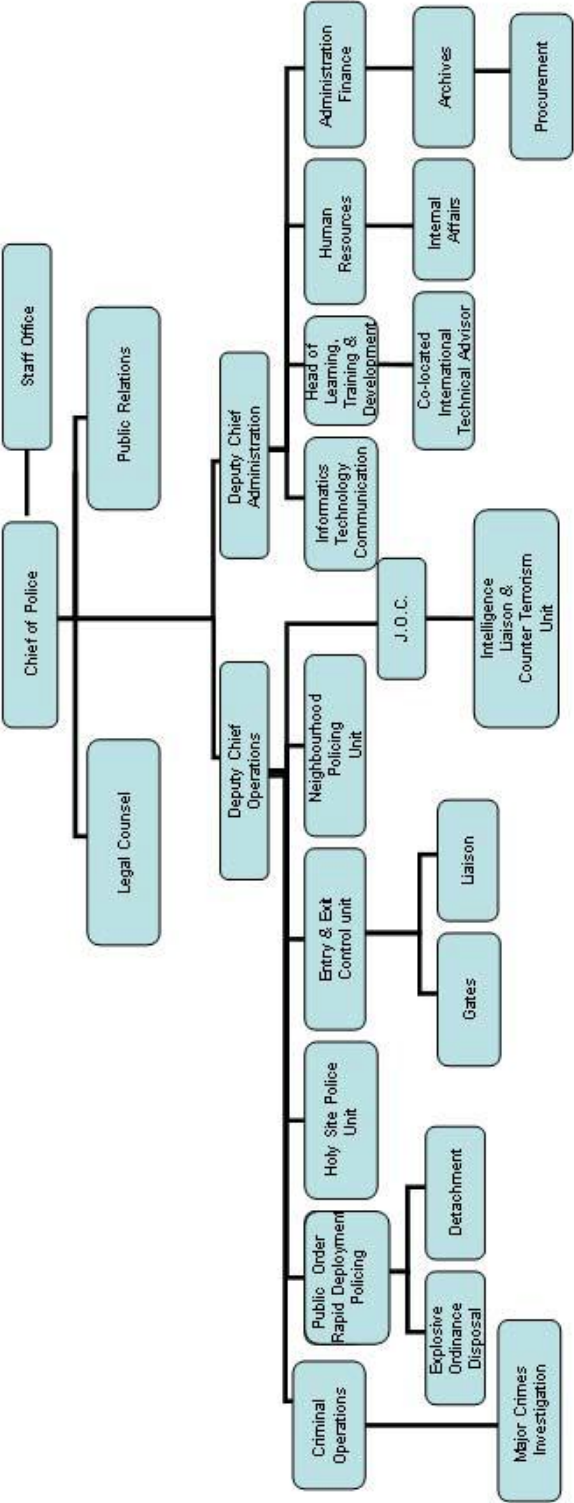 Staff Office
Chief of Police
Legal Counsel
Public Relations
Deputy Chief
Operations
Deputy Chief
Administration
Criminal
Operations
Public Order
Rapid Deployment
Policing
Holy Site Police
Unit
Entry & Exit
Control unit
Neighbourhood
Policing
Unit
J.O.C.
Informatics
Technology
Communication
Head of
Learning,
Training &
Development
Human
Resources
Administration
Finance
Major Crimes
Investigation
Explosive
Ordinance
Disposal
Detachment
Gates
Liaison
Intelligence
Liaison &
Counter Terrorism
Unit
Co-located
International
Technical Advisor
Internal
Affairs
Archives
Procurement